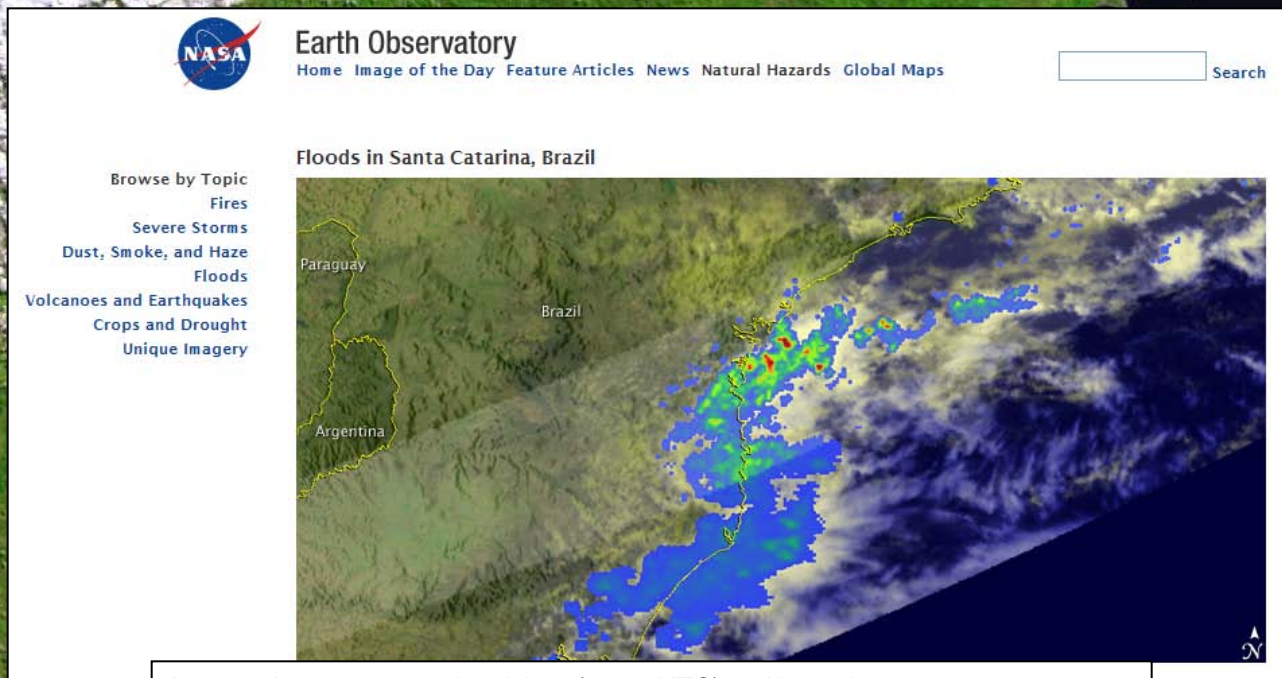 NASA
Earth Observatory
Home Image of the Day Feature Articles News Natural Hazards Global Maps
Search
Floods in Santa Catarina, Brazil
Browse by Topic
Fires
Severe Storms
Dust, Smoke, and Haze
Floods
Volcanoes and Earthquakes
Crops and Drought
Unique Imagery
Paraguay
Brazil
Argentina
N